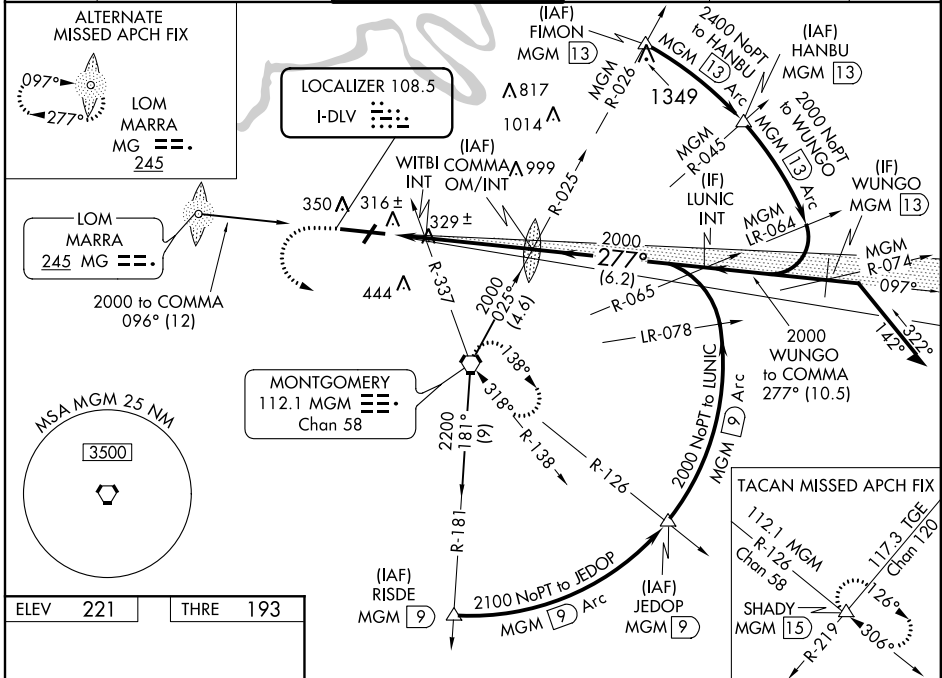 ALTERNATE
MISSED APCH FIX
097°
277°
LOM
MARRA
MG
245
LOCALIZER 108.5
I-DLV
(IAF)
FIMON
MGM 13
MGM
R-026
2400 NoPT
to HANBU
MGM 13 Arc
(IAF)
HANBU
MGM 13
1349
817
1014
999
2000 NoPT
to WUNGO
MGM 13 Arc
MGM
R-045
(IAF)
COMMA
OM/INT
WITBI
INT
R-025
(IF)
LUNIC
INT
(IF)
WUNGO
MGM 13
MGM
LR-064
MGM
R-074
097°
350
316 ±
329 ±
444
2000
277°
(6.2)
R-065
LR-078
322°
142°
2000
WUNGO
to COMMA
277° (10.5)
LOM
MARRA
245 MG
2000 to COMMA
096° (12)
R-337
2000
025°
(4.6)
MONTGOMERY
112.1 MGM
Chan 58
138°
318°
R-138
R-126
2000 NoPT to LUNIC
MGM 9 Arc
2200
181°
(9)
R-181
MSA MGM 25 NM
3500
(IAF)
RISDE
MGM 9
2100 NoPT to JEDOP
MGM 9 Arc
(IAF)
JEDOP
MGM 9
TACAN MISSED APCH FIX
112.1 MGM
R-126
Chan 58
117.3 TGE
Chan 120
SHADY
MGM 15
126°
306°
R-219
ELEV 221
THRE 193